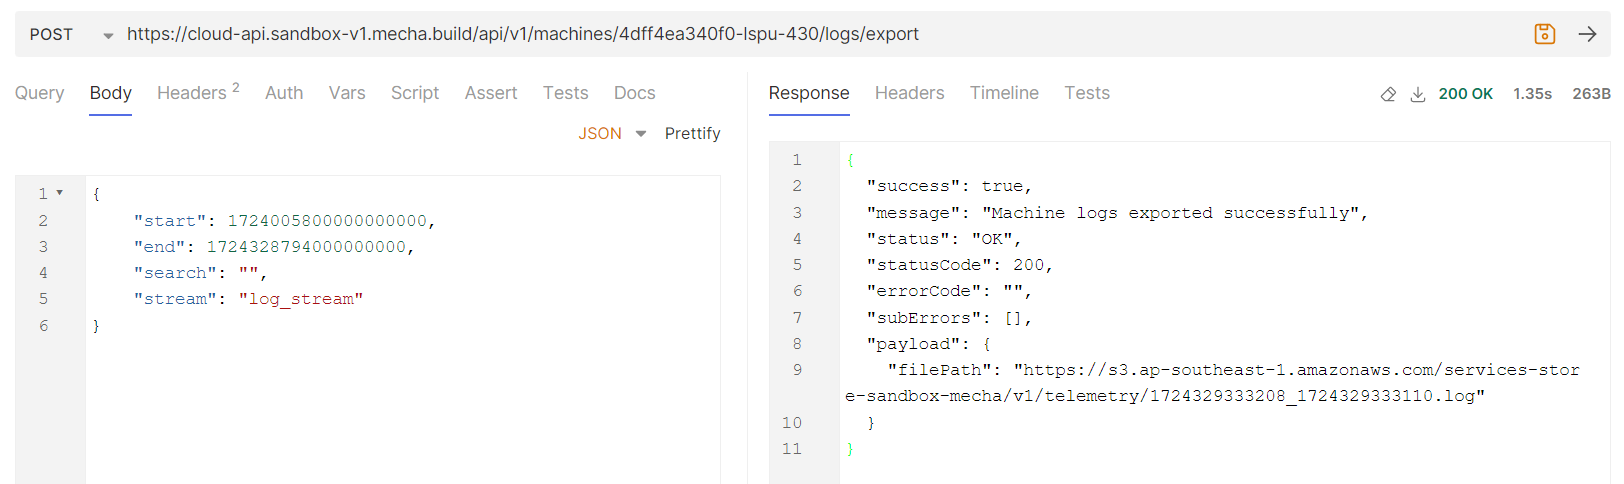 POST https://cloud-api.sandbox-v1.mecha.build/api/v1/machines/4dff4ea340f0-lspu-430/logs/export
Query Body Headers 2 Auth Vars Script Assert Tests Docs
JSON Prettify
1 {
2 "start": 1724005800000000000,
3 "end": 1724328794000000000,
4 "search": "",
5 "stream": "log_stream"
6 }
Response Headers Timeline Tests 200 OK 1.35s 263B
1 {
2 "success": true,
3 "message": "Machine logs exported successfully",
4 "status": "OK",
5 "statusCode": 200,
6 "errorCode": "",
7 "subErrors": [],
8 "payload": {
9 "filePath": "https://s3.ap-southeast-1.amazonaws.com/services-stor
e-sandbox-mecha/v1/telemetry/1724329333208_1724329333110.log"
10 }
11 }